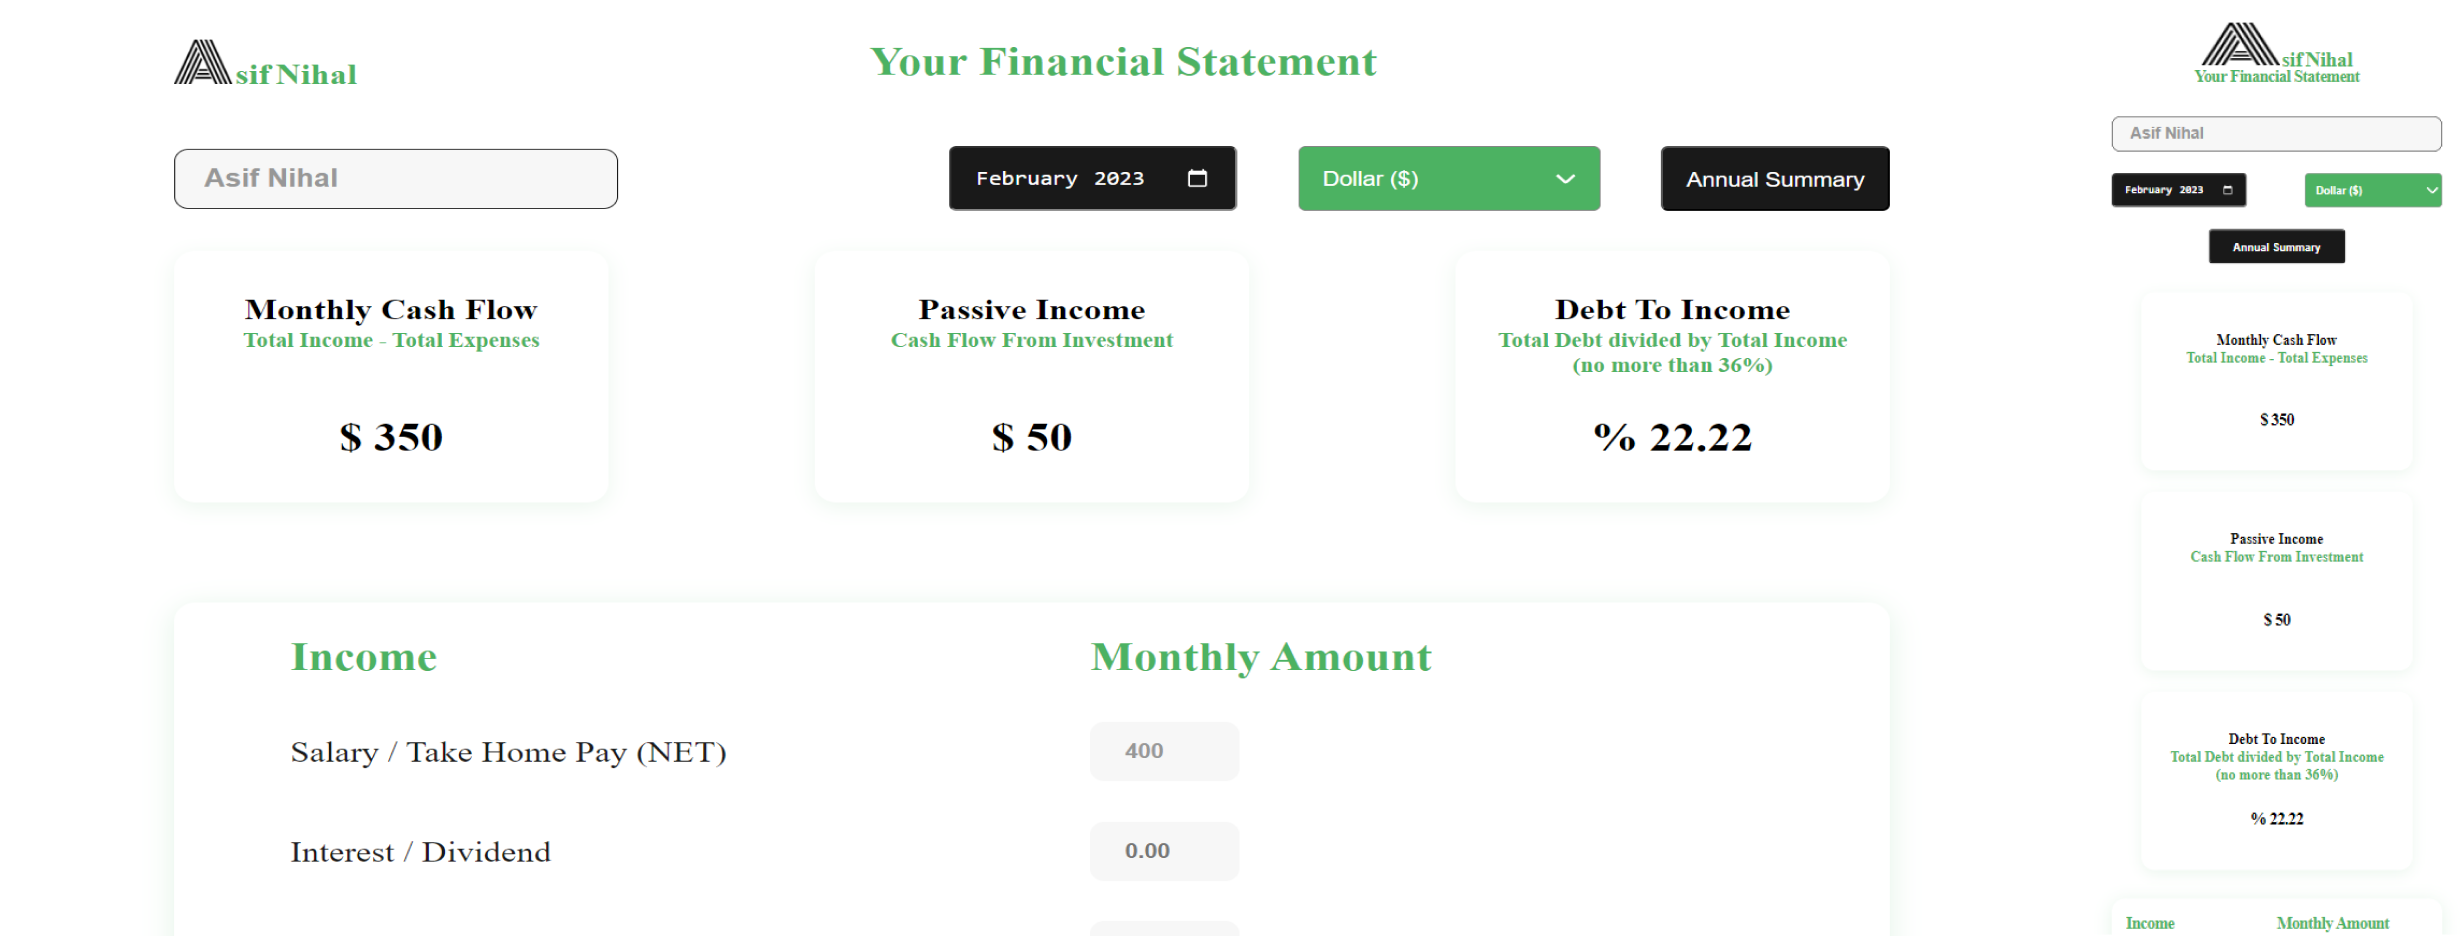 Asif Nihal
Your Financial Statement
Asif Nihal
February 2023
Dollar ($)
Annual Summary
Monthly Cash Flow
Total Income - Total Expenses
$ 350
Passive Income
Cash Flow From Investment
$ 50
Debt To Income
Total Debt divided by Total Income
(no more than 36%)
% 22.22
Income
Monthly Amount
Salary / Take Home Pay (NET)
400
Interest / Dividend
0.00
Asif Nihal
Your Financial Statement
Asif Nihal
February 2023
Dollar ($)
Annual Summary
Monthly Cash Flow
Total Income - Total Expenses
$ 350
Passive Income
Cash Flow From Investment
$ 50
Debt To Income
Total Debt divided by Total Income
(no more than 36%)
% 22.22
Income
Monthly Amount